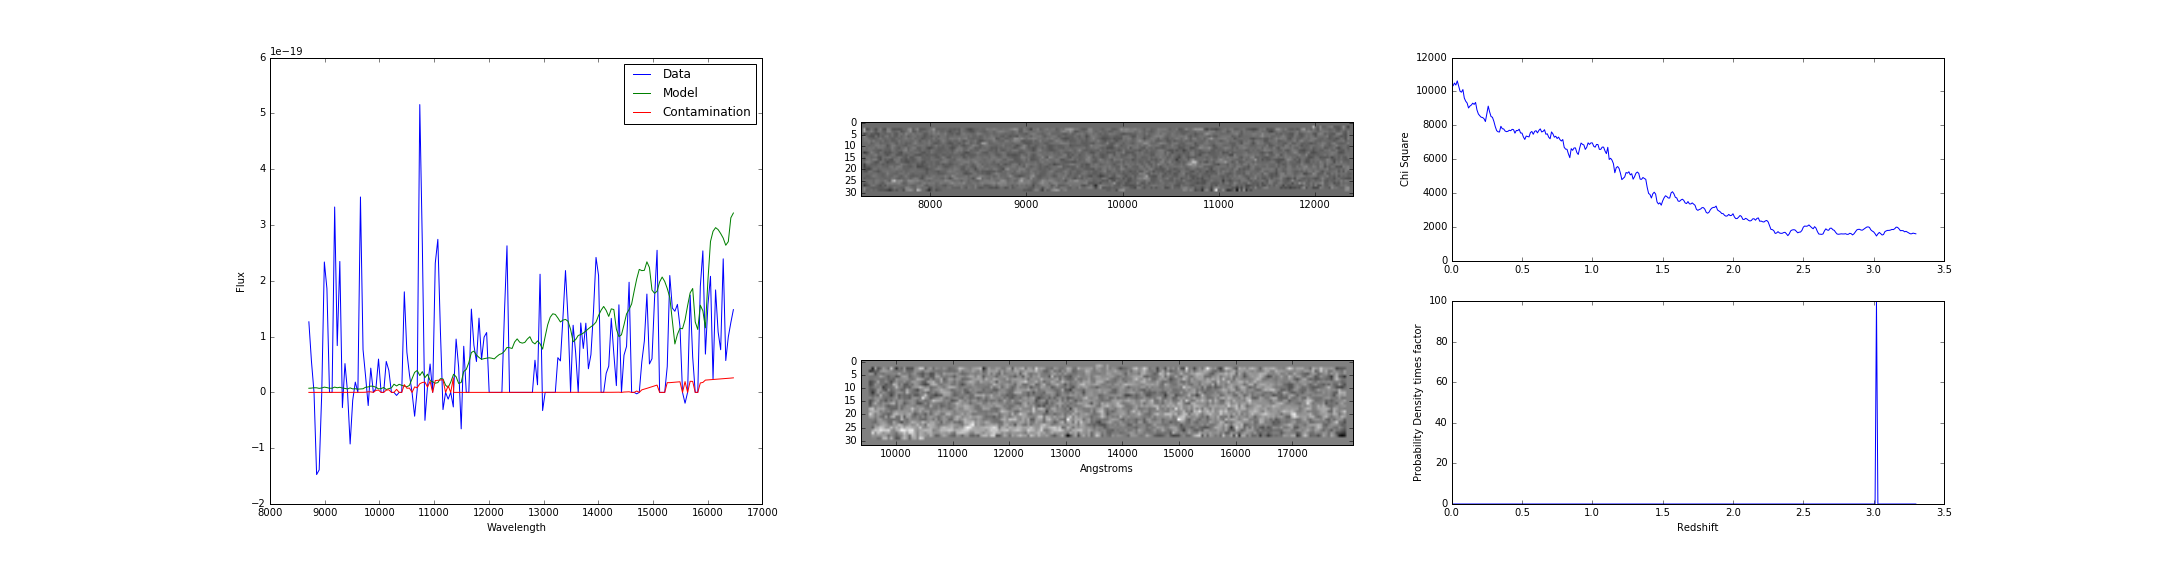 1e−19
6
5
4
3
2
1
0
−1
−2
8000 9000 10000 11000 12000 13000 14000 15000 16000 17000
Wavelength
Flux
Data
Model
Contamination
0
5
10
15
20
25
30
8000 9000 10000 11000 12000
0
5
10
15
20
25
30
10000 11000 12000 13000 14000 15000 16000 17000
Angstroms
12000
10000
8000
6000
4000
2000
0
0.0 0.5 1.0 1.5 2.0 2.5 3.0 3.5
Chi Square
100
80
60
40
20
0
0.0 0.5 1.0 1.5 2.0 2.5 3.0 3.5
Redshift
Probability Density times factor